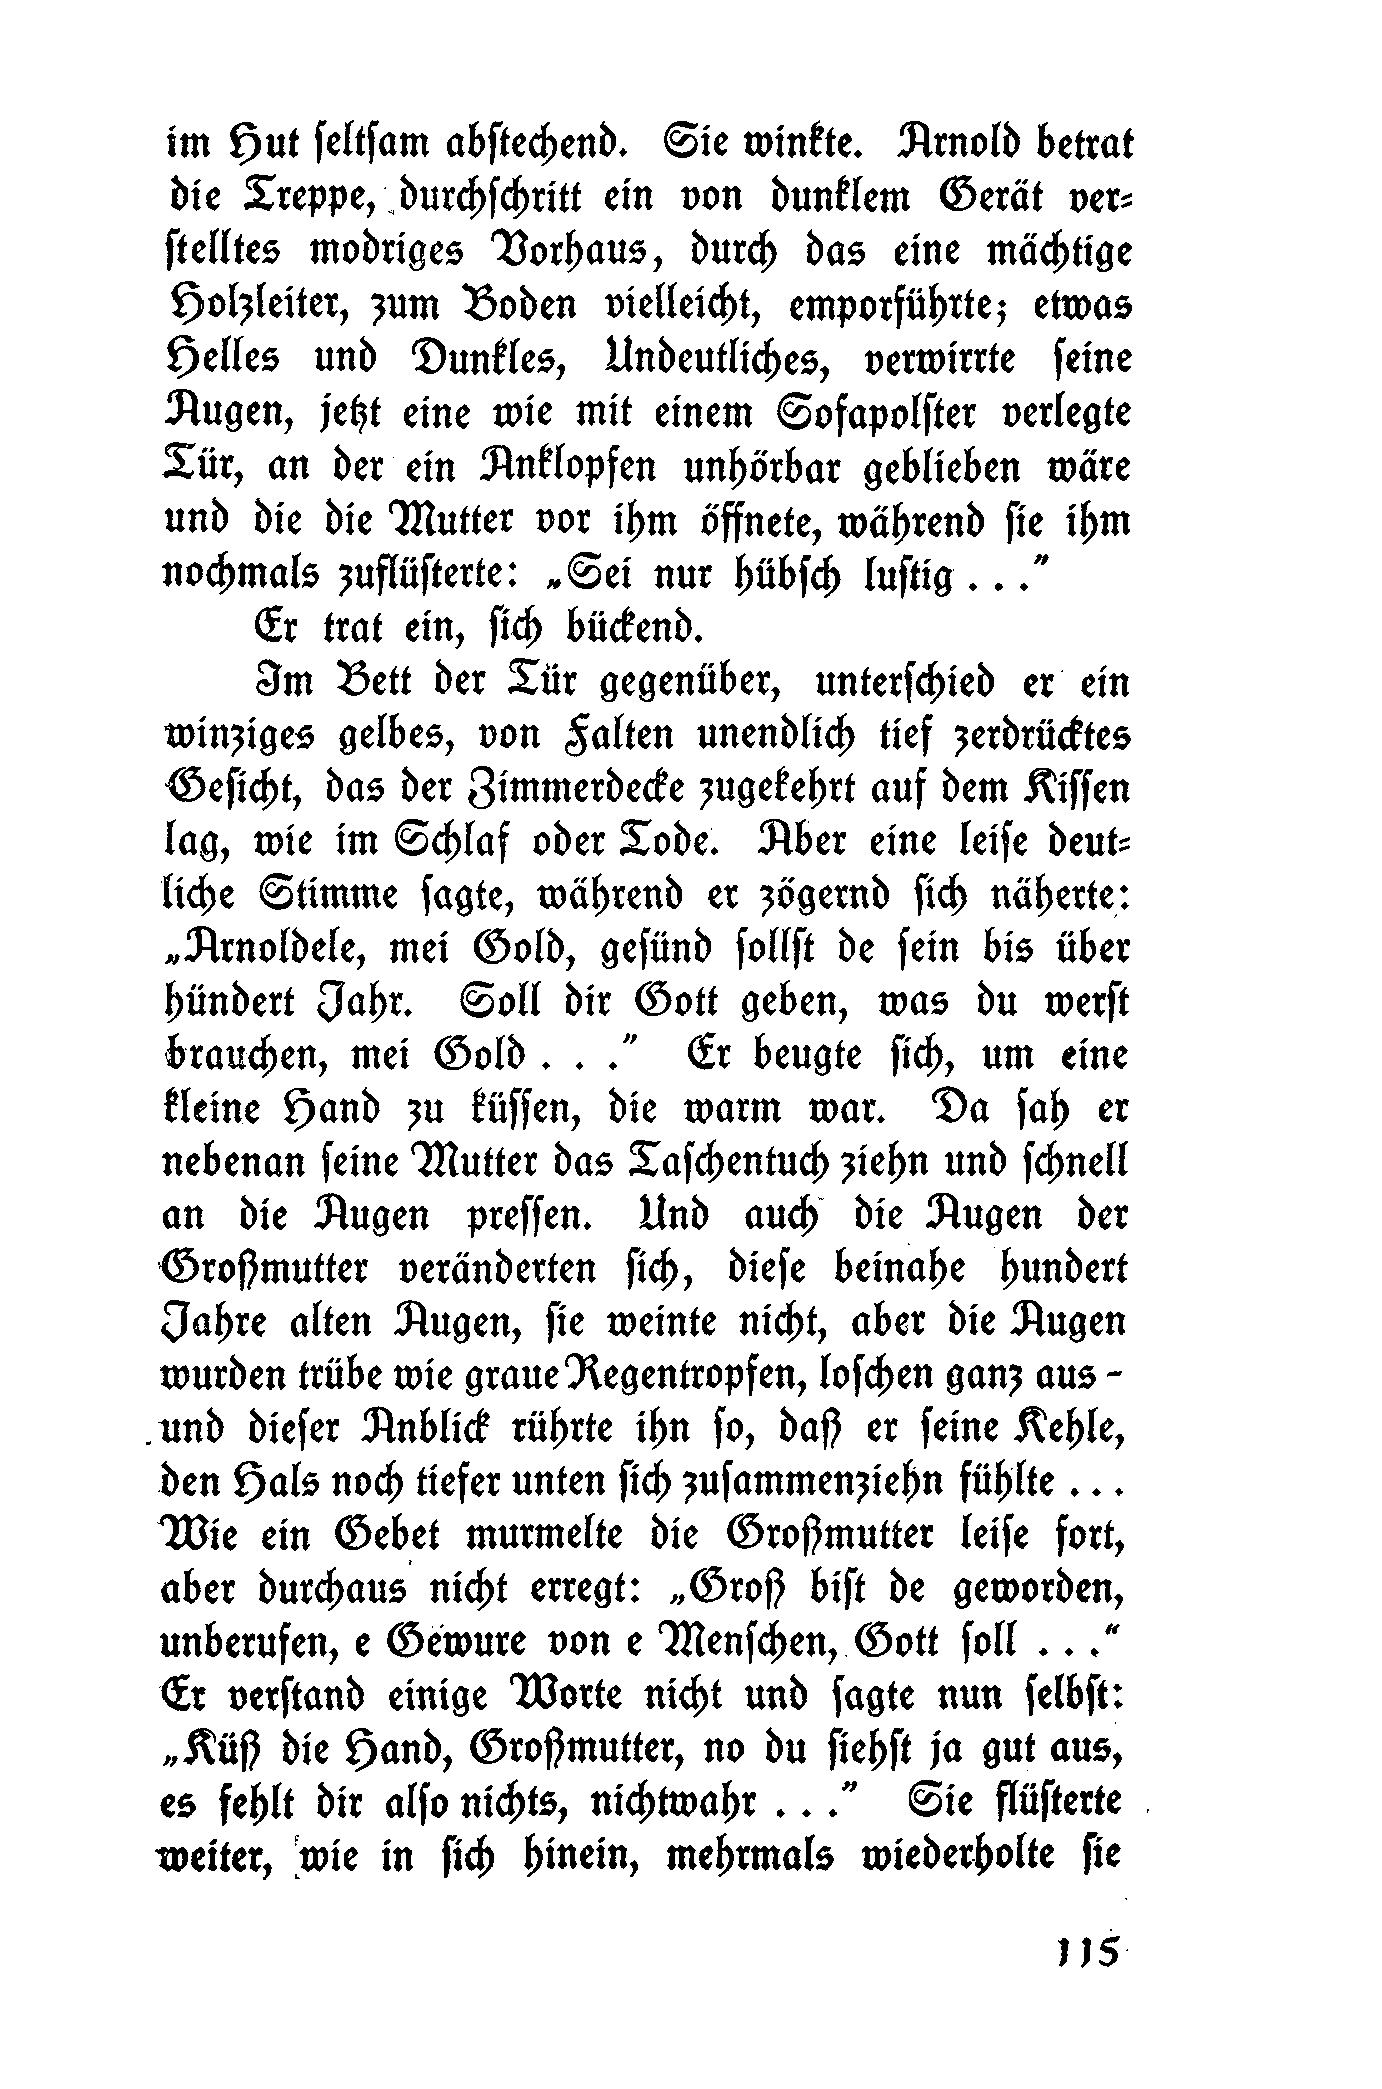 im Hut seltsam abstechend. Sie winkte. Arnold betrat
die Treppe, durchschritt ein von dunklem Gerät ver-
stelltes modriges Vorhaus, durch das eine mächtige
Holzleiter, zum Boden vielleicht, emporführte; etwas
Helles und Dunkles, Undeutliches, verwirrte seine
Augen, jetzt eine wie mit einem Sofapolster verlegte
Tür, an der ein Anklopfen unhörbar geblieben wäre
und die die Mutter vor ihm öffnete, während sie ihm
nochmals zuflüsterte: „Sei nur hübsch lustig . . .”
Er trat ein, sich bückend.
Im Bett der Tür gegenüber, unterschied er ein
winziges gelbes, von Falten unendlich tief zerdrücktes
Gesicht, das der Zimmerdecke zugekehrt auf dem Kissen
lag, wie im Schlaf oder Tode. Aber eine leise deut-
liche Stimme sagte, während er zögernd sich näherte:
„Arnoldele, mei Gold, gesünd sollst de sein bis über
hündert Jahr. Soll dir Gott geben, was du werst
brauchen, mei Gold . . .” Er beugte sich, um eine
kleine Hand zu küssen, die warm war. Da sah er
nebenan seine Mutter das Taschentuch ziehn und schnell
an die Augen pressen. Und auch die Augen der
Großmutter veränderten sich, diese beinahe hundert
Jahre alten Augen, sie weinte nicht, aber die Augen
wurden trübe wie graue Regentropfen, loschen ganz aus -
und dieser Anblick rührte ihn so, daß er seine Kehle,
den Hals noch tiefer unten sich zusammenziehn fühlte . . .
Wie ein Gebet murmelte die Großmutter leise fort,
aber durchaus nicht erregt: „Groß bist de geworden,
unberufen, e Gewure von e Menschen, Gott soll . . .“
Er verstand einige Worte nicht und sagte nun selbst:
„Küß die Hand, Großmutter, no du siehst ja gut aus,
es fehlt dir also nichts, nichtwahr . . .” Sie flüsterte
weiter, wie in sich hinein, mehrmals wiederholte sie
115